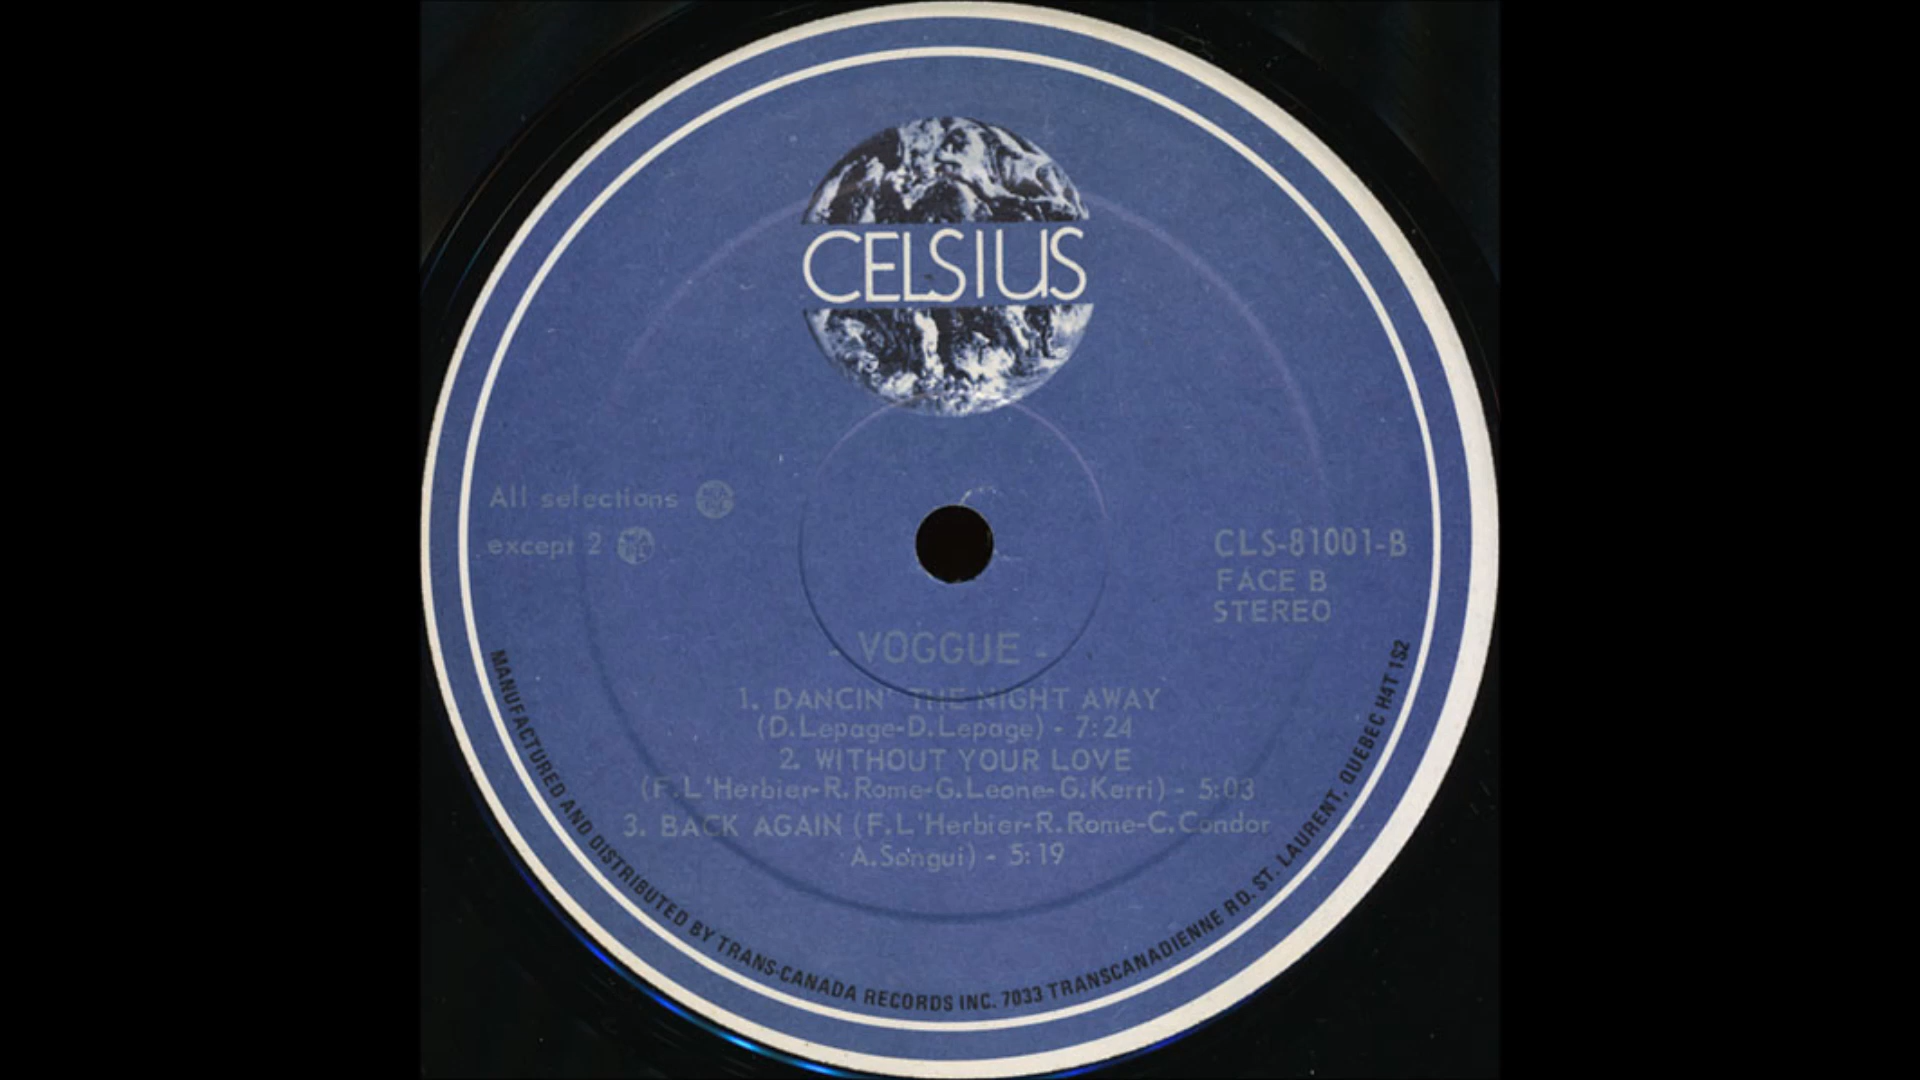 CELSIUS
All selections
except 2
CLS-81001-B
FACE B
STEREO
- VOGGUE -
1. DANCIN' THE NIGHT AWAY
(D.Lepage-D.Lepage) - 7:24
2. WITHOUT YOUR LOVE
(F.L'Herbier-R.Rome-G.Leone-G.Kerri) - 5:03
3. BACK AGAIN (F.L'Herbier-R.Rome-C.Condor
A.Songui) - 5:19
MANUFACTURED AND DISTRIBUTED BY TRANS-CANADA RECORDS INC. 7033 TRANSCANADIENNE RD. ST. LAURENT, QUEBEC H4T 1S2